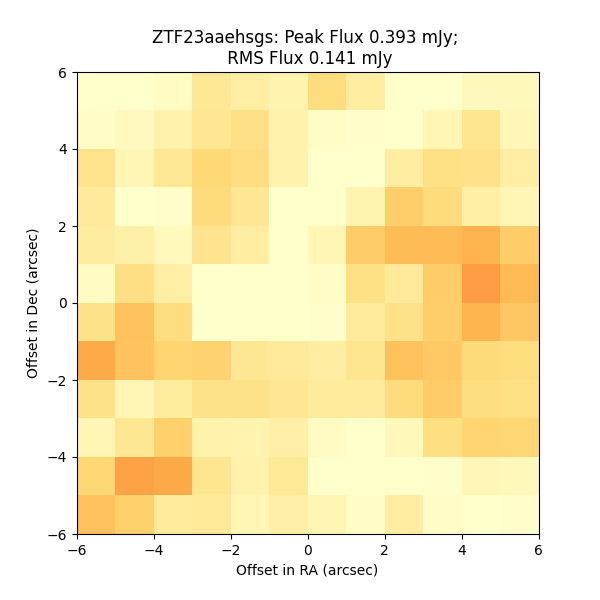 ZTF23aaehsgs: Peak Flux 0.393 mJy;
RMS Flux 0.141 mJy
6
4
2
0
−2
−4
−6
Offset in Dec (arcsec)
−6 −4 −2 0 2 4 6
Offset in RA (arcsec)